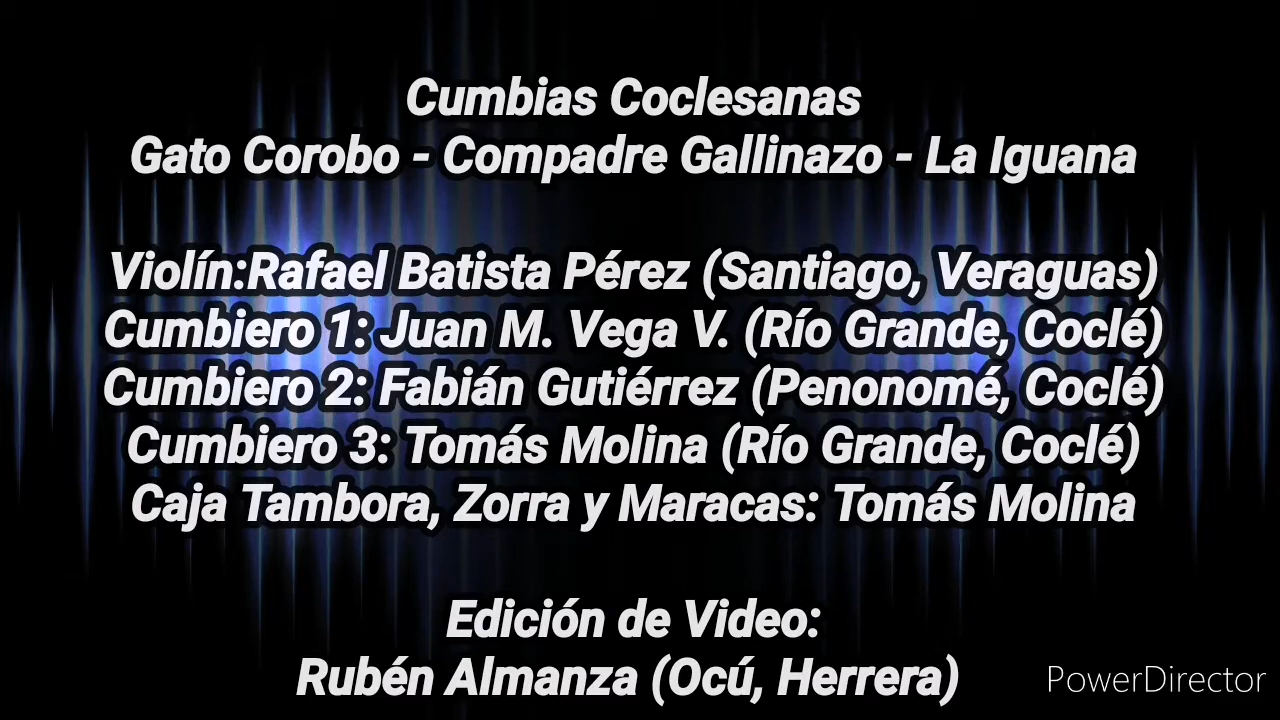 Cumbias Coclesanas
Gato Corobo - Compadre Gallinazo - La Iguana
Violín:Rafael Batista Pérez (Santiago, Veraguas)
Cumbiero 1: Juan M. Vega V. (Río Grande, Coclé)
Cumbiero 2: Fabián Gutiérrez (Penonomé, Coclé)
Cumbiero 3: Tomás Molina (Río Grande, Coclé)
Caja Tambora, Zorra y Maracas: Tomás Molina
Edición de Video:
Rubén Almanza (Ocú, Herrera)
PowerDirector